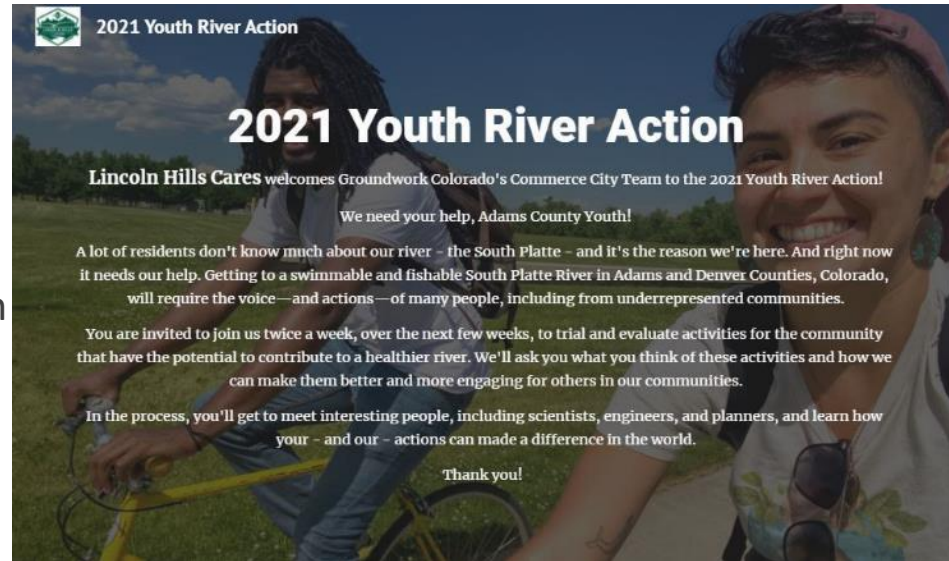 2021 Youth River Action
2021 Youth River Action
Lincoln Hills Cares welcomes Groundwork Colorado's Commerce City Team to the 2021 Youth River Action!
We need your help, Adams County Youth!
A lot of residents don't know much about our river – the South Platte – and it's the reason we're here. And right now
it needs our help. Getting to a swimmable and fishable South Platte River in Adams and Denver Counties, Colorado,
will require the voice—and actions—of many people, including from underrepresented communities.
You are invited to join us twice a week, over the next few weeks, to trial and evaluate activities for the community
that have the potential to contribute to a healthier river. We'll ask you what you think of these activities and how we
can make them better and more engaging for others in our communities.
In the process, you'll get to meet interesting people, including scientists, engineers, and planners, and learn how
your – and our – actions can made a difference in the world.
Thank you!